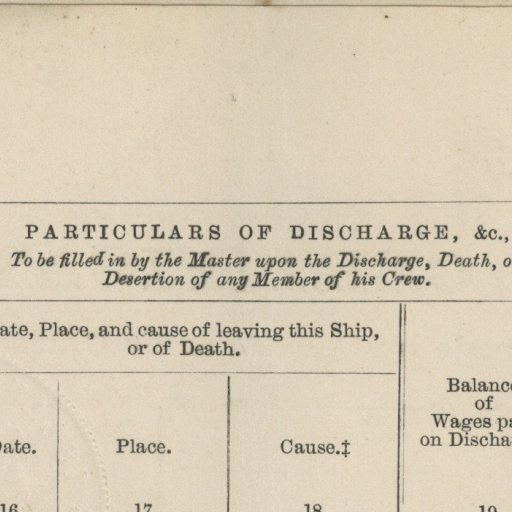 PARTICULARS OF DISCHARGE, &c.,
To be filled in by the Master upon the Discharge, Death, o
Desertion of any Member of his Crew.
ate, Place, and cause of leaving this Ship,
or of Death.
Balance
of
Wages pa
on Discha
ate.
Place.
Cause.‡
16
17
18
19